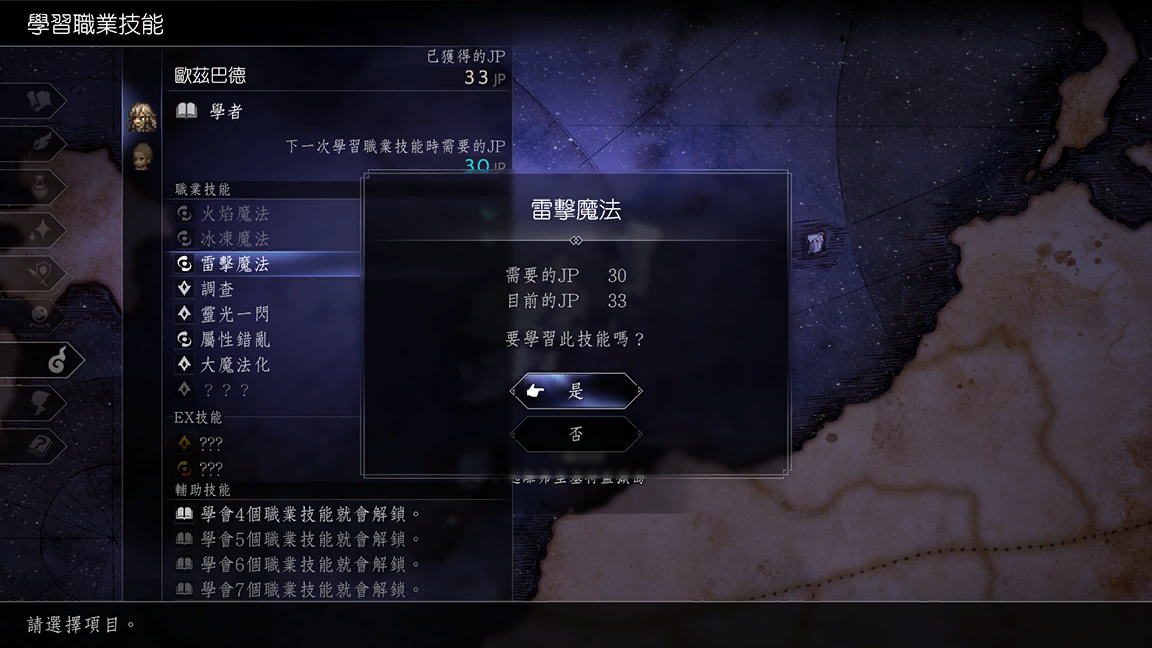 學習職業技能
已獲得的JP
歐茲巴德
33JP
學者
下一次學習職業技能時需要的JP
30JP
職業技能
火焰魔法
冰凍魔法
雷擊魔法
調查
靈光一閃
屬性錯亂
大魔法化
？？？
EX技能
???
???
輔助技能
學會4個職業技能就會解鎖。
學會5個職業技能就會解鎖。
學會6個職業技能就會解鎖。
學會7個職業技能就會解鎖。
雷擊魔法
需要的JP 30
目前的JP 33
要學習此技能嗎？
是
否
請選擇項目。